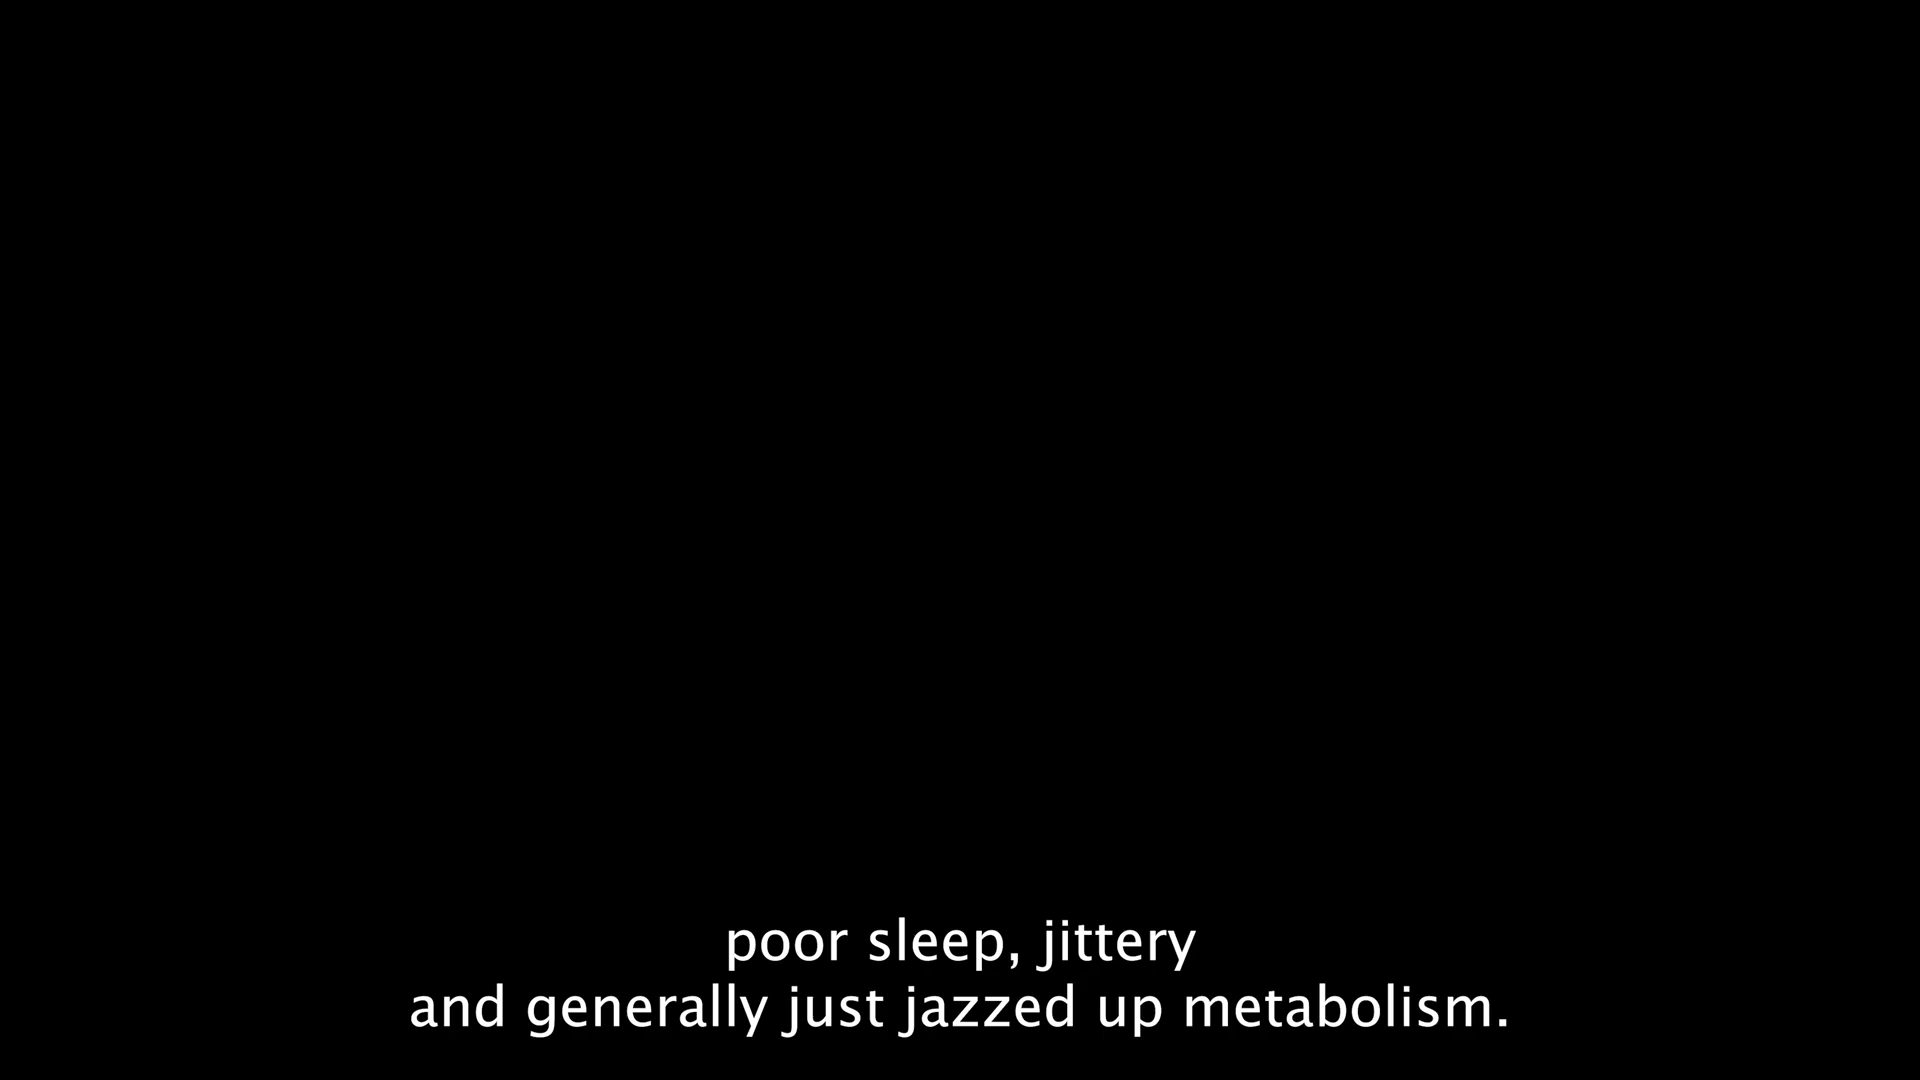 poor sleep, jittery
and generally just jazzed up metabolism.